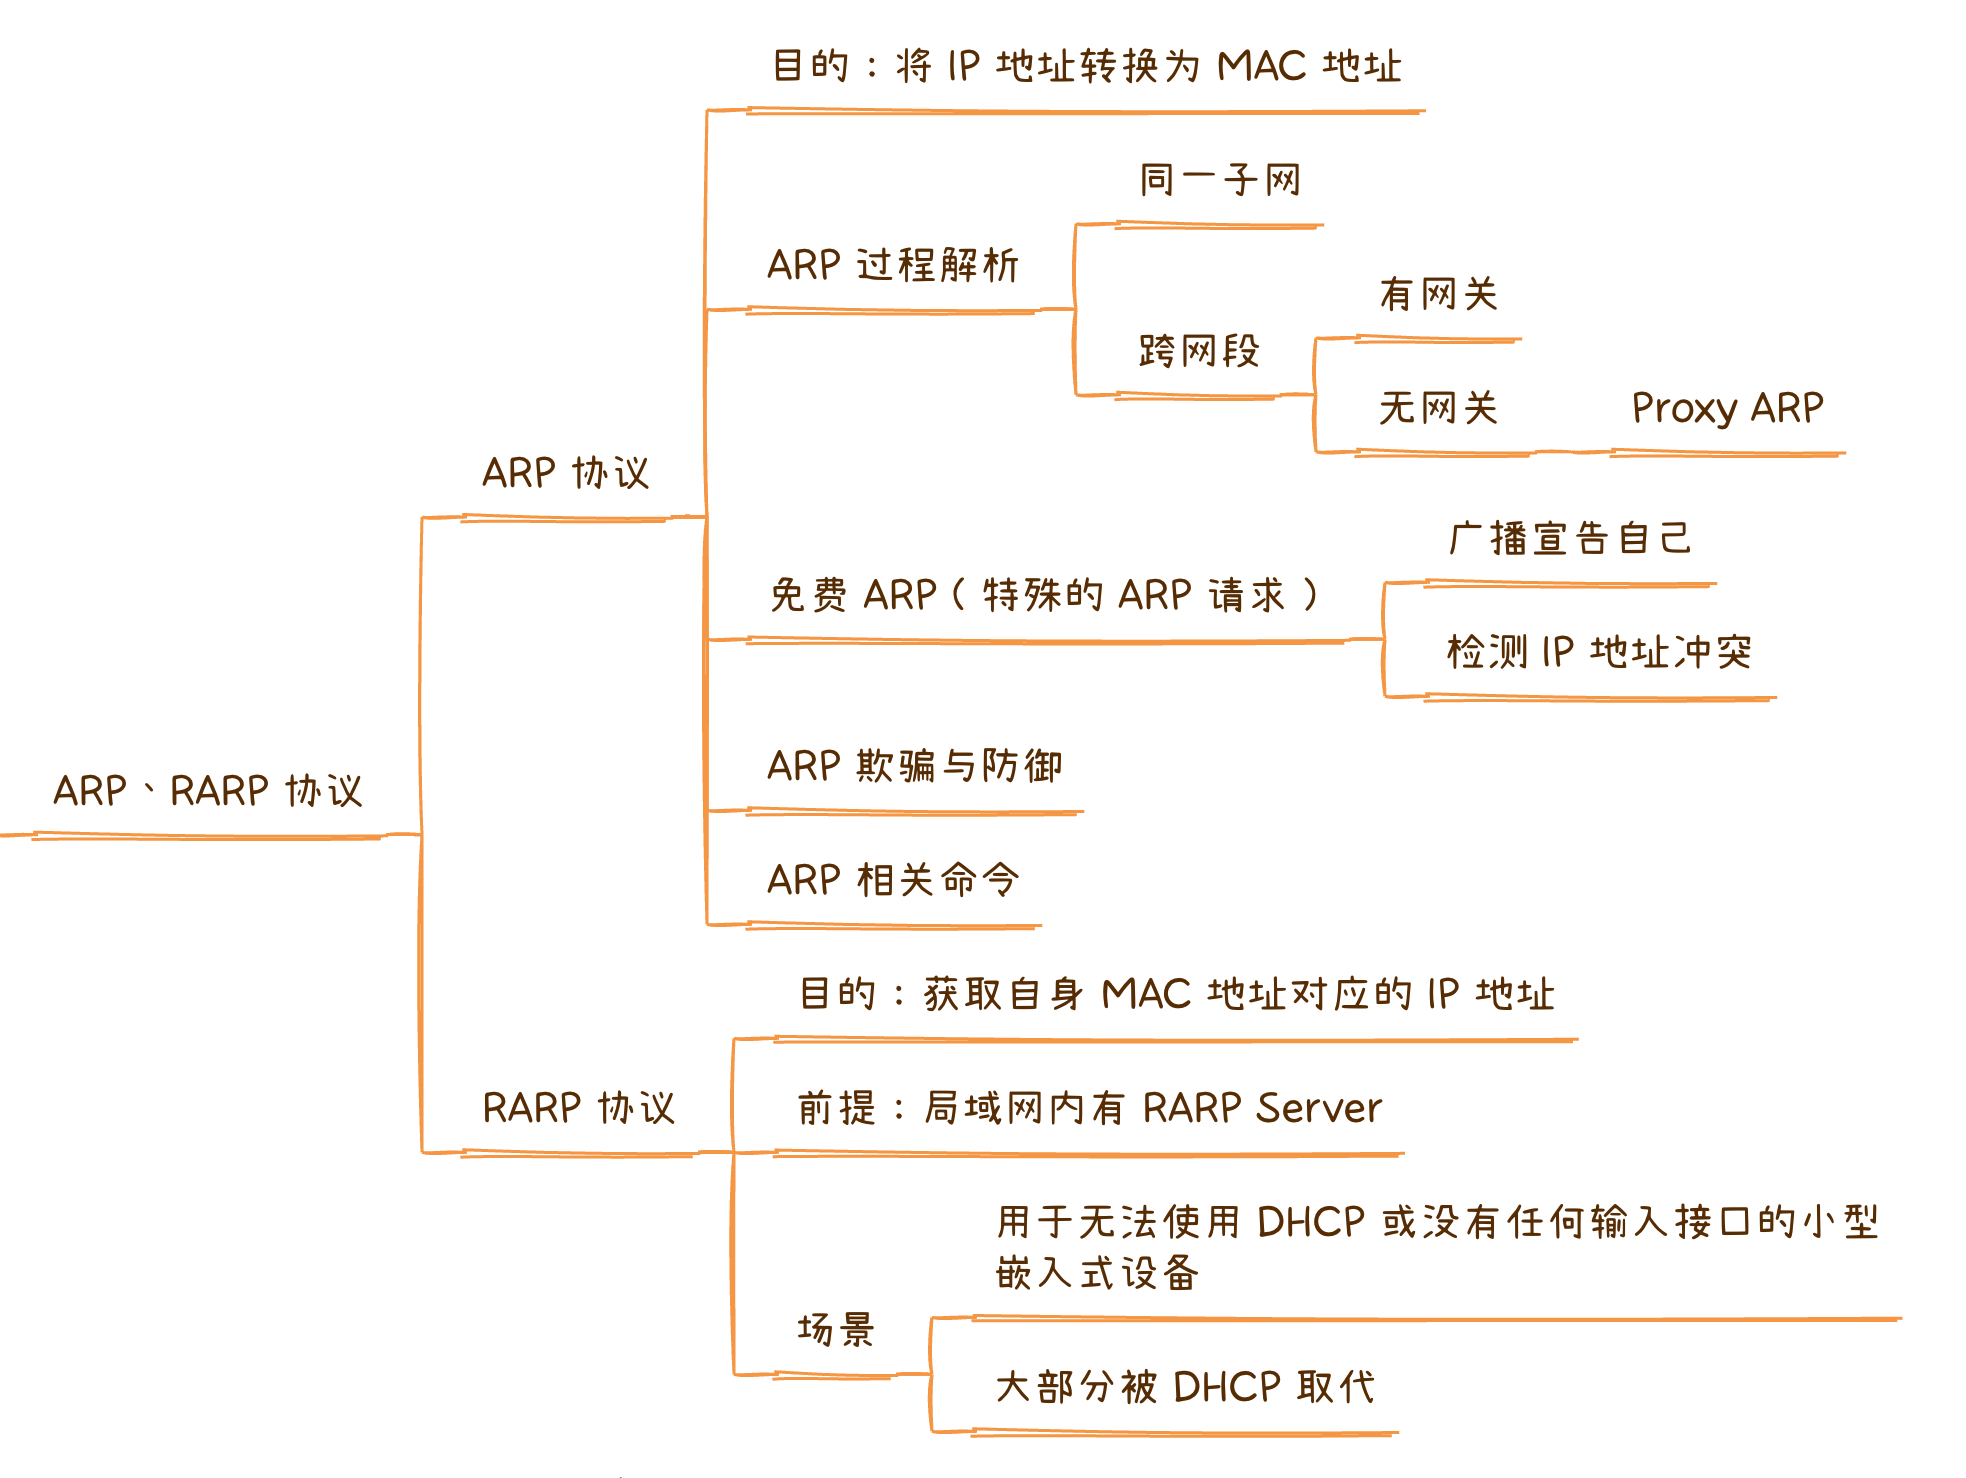 目的：将 IP 地址转换为 MAC 地址
同一子网
ARP 过程解析
有网关
跨网段
无网关
Proxy ARP
ARP 协议
广播宣告自己
免费 ARP（特殊的 ARP 请求）
检测 IP 地址冲突
ARP 欺骗与防御
ARP、RARP 协议
ARP 相关命令
目的：获取自身 MAC 地址对应的 IP 地址
RARP 协议
前提：局域网内有 RARP Server
用于无法使用 DHCP 或没有任何输入接口的小型
嵌入式设备
场景
大部分被 DHCP 取代